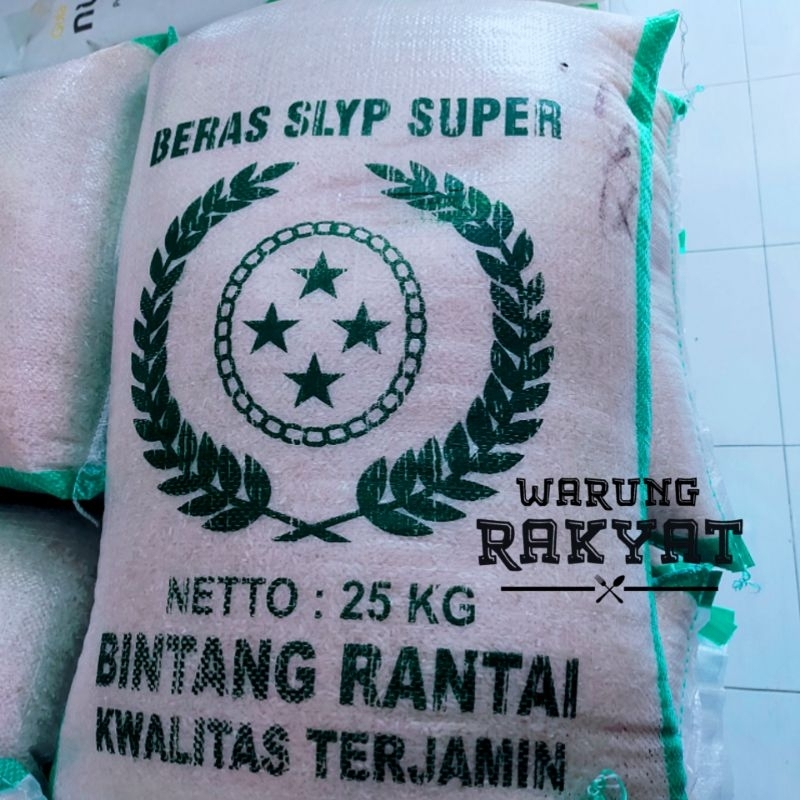 BERAS SLYP SUPER
WARUNG
RAKYAT
NETTO : 25 KG
BINTANG RANTAI
KWALITAS TERJAMIN